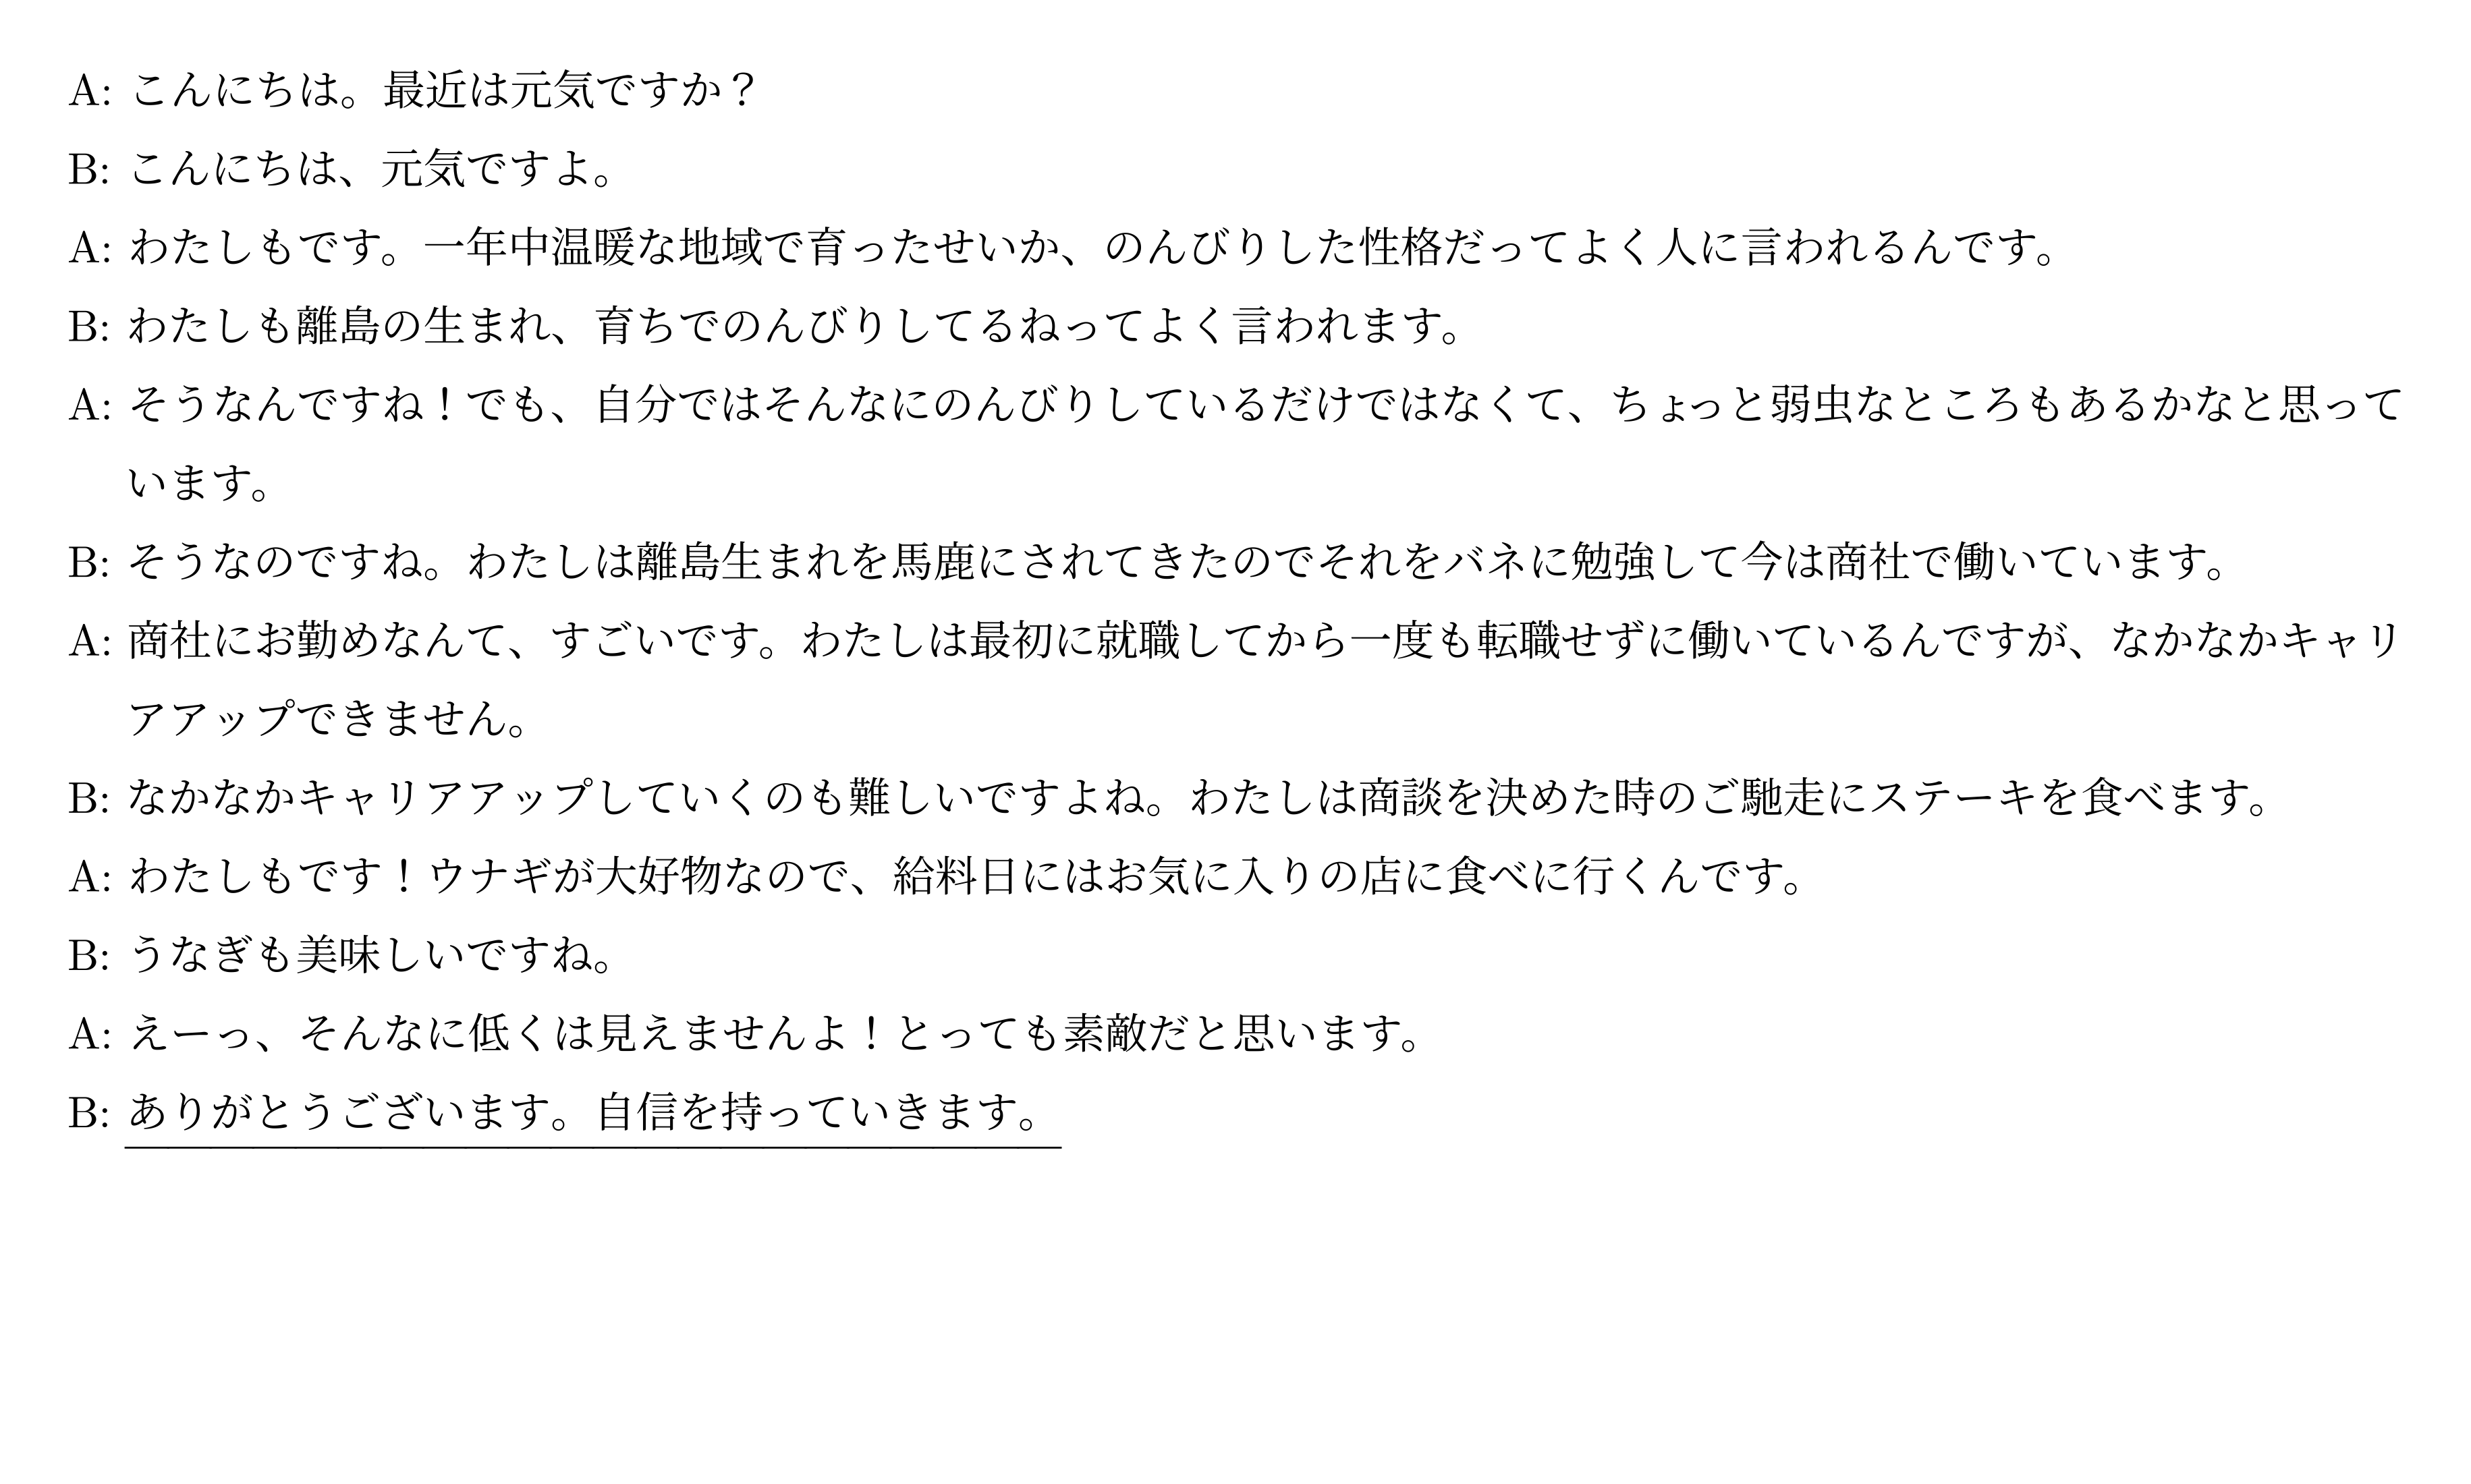 A: こんにちは。最近は元気ですか？
B: こんにちは、元気ですよ。
A: わたしもです。一年中温暖な地域で育ったせいか、のんびりした性格だってよく人に言われるんです。
B: わたしも離島の生まれ、育ちでのんびりしてるねってよく言われます。
A: そうなんですね！でも、自分ではそんなにのんびりしているだけではなくて、ちょっと弱虫なところもあるかなと思って
います。
B: そうなのですね。わたしは離島生まれを馬鹿にされてきたのでそれをバネに勉強して今は商社で働いています。
A: 商社にお勤めなんて、すごいです。わたしは最初に就職してから一度も転職せずに働いているんですが、なかなかキャリ
アアップできません。
B: なかなかキャリアアップしていくのも難しいですよね。わたしは商談を決めた時のご馳走にステーキを食べます。
A: わたしもです！ウナギが大好物なので、給料日にはお気に入りの店に食べに行くんです。
B: うなぎも美味しいですね。
A: えーっ、そんなに低くは見えませんよ！とっても素敵だと思います。
B: ありがとうございます。自信を持っていきます。